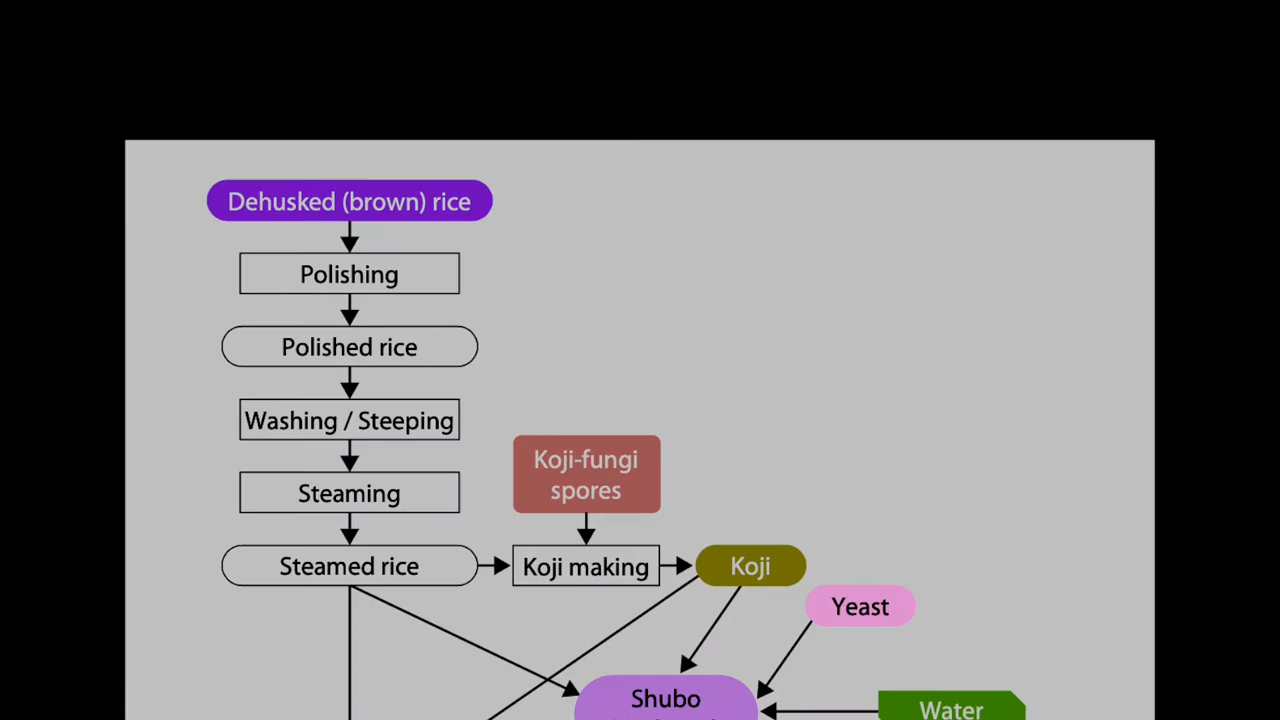 Dehusked (brown) rice
Polishing
Polished rice
Washing / Steeping
Koji-fungi
spores
Steaming
Steamed rice
Koji making
Koji
Yeast
Shubo
Water